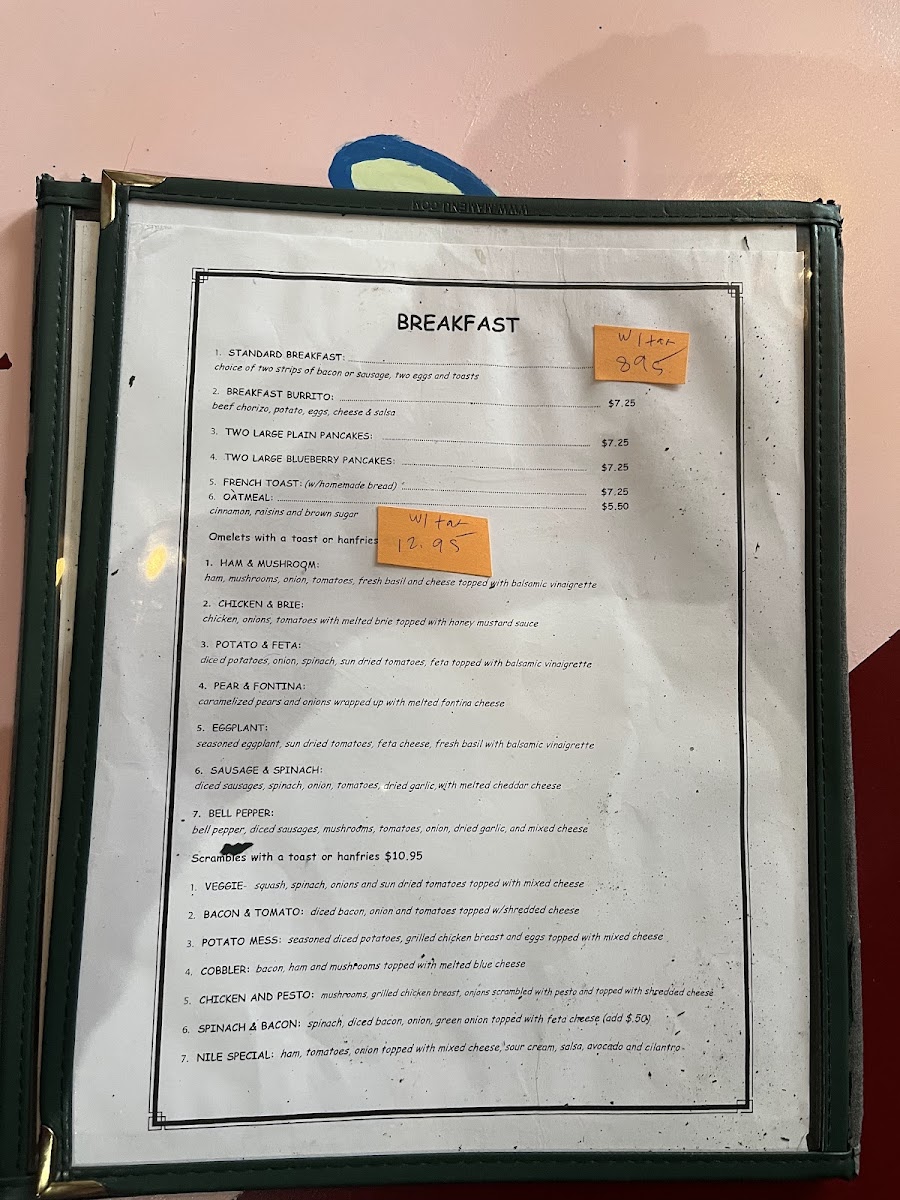 WWW.MAMENU.COM
BREAKFAST
1. STANDARD BREAKFAST:
w/ tax
895
choice of two strips of bacon or sausage, two eggs and toasts
2. BREAKFAST BURRITO: $7.25
beef chorizo, potato, eggs, cheese & salsa
3. TWO LARGE PLAIN PANCAKES: $7.25
4. TWO LARGE BLUEBERRY PANCAKES: $7.25
5. FRENCH TOAST: (w/homemade bread) $7.25
6. OATMEAL: $5.50
cinnamon, raisins and brown sugar
Omelets with a toast or hanfries
w/ tax
12.95
1. HAM & MUSHROOM:
ham, mushrooms, onion, tomatoes, fresh basil and cheese topped with balsamic vinaigrette
2. CHICKEN & BRIE:
chicken, onions, tomatoes with melted brie topped with honey mustard sauce
3. POTATO & FETA:
diced potatoes, onion, spinach, sun dried tomatoes, feta topped with balsamic vinaigrette
4. PEAR & FONTINA:
caramelized pears and onions wrapped up with melted fontina cheese
5. EGGPLANT:
seasoned eggplant, sun dried tomatoes, feta cheese, fresh basil with balsamic vinaigrette
6. SAUSAGE & SPINACH:
diced sausages, spinach, onion, tomatoes, dried garlic, with melted cheddar cheese
7. BELL PEPPER:
bell pepper, diced sausages, mushrooms, tomatoes, onion, dried garlic, and mixed cheese
Scrambles with a toast or hanfries $10.95
1. VEGGIE- squash, spinach, onions and sun dried tomatoes topped with mixed cheese
2. BACON & TOMATO: diced bacon, onion and tomatoes topped w/shredded cheese
3. POTATO MESS: seasoned diced potatoes, grilled chicken breast and eggs topped with mixed cheese
4. COBBLER: bacon, ham and mushrooms topped with melted blue cheese
5. CHICKEN AND PESTO: mushrooms, grilled chicken breast, onions scrambled with pesto and topped with shredded cheese
6. SPINACH & BACON: spinach, diced bacon, onion, green onion topped with feta cheese (add $.50)
7. NILE SPECIAL: ham, tomatoes, onion topped with mixed cheese, sour cream, salsa, avocado and cilantro